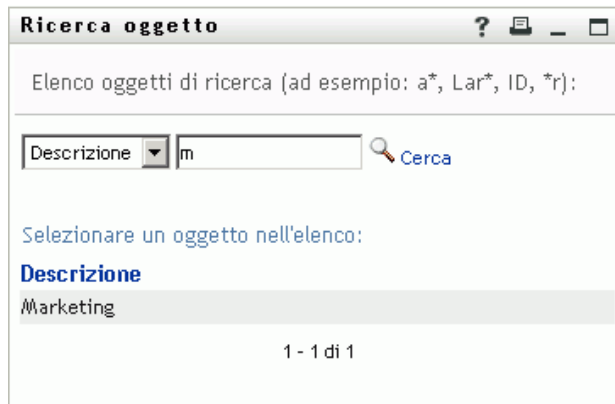 Ricerca oggetto ?
Elenco oggetti di ricerca (ad esempio: a*, Lar*, ID, *r):
Descrizione m Cerca
Selezionare un oggetto nell'elenco:
Descrizione
Marketing
1 - 1 di 1